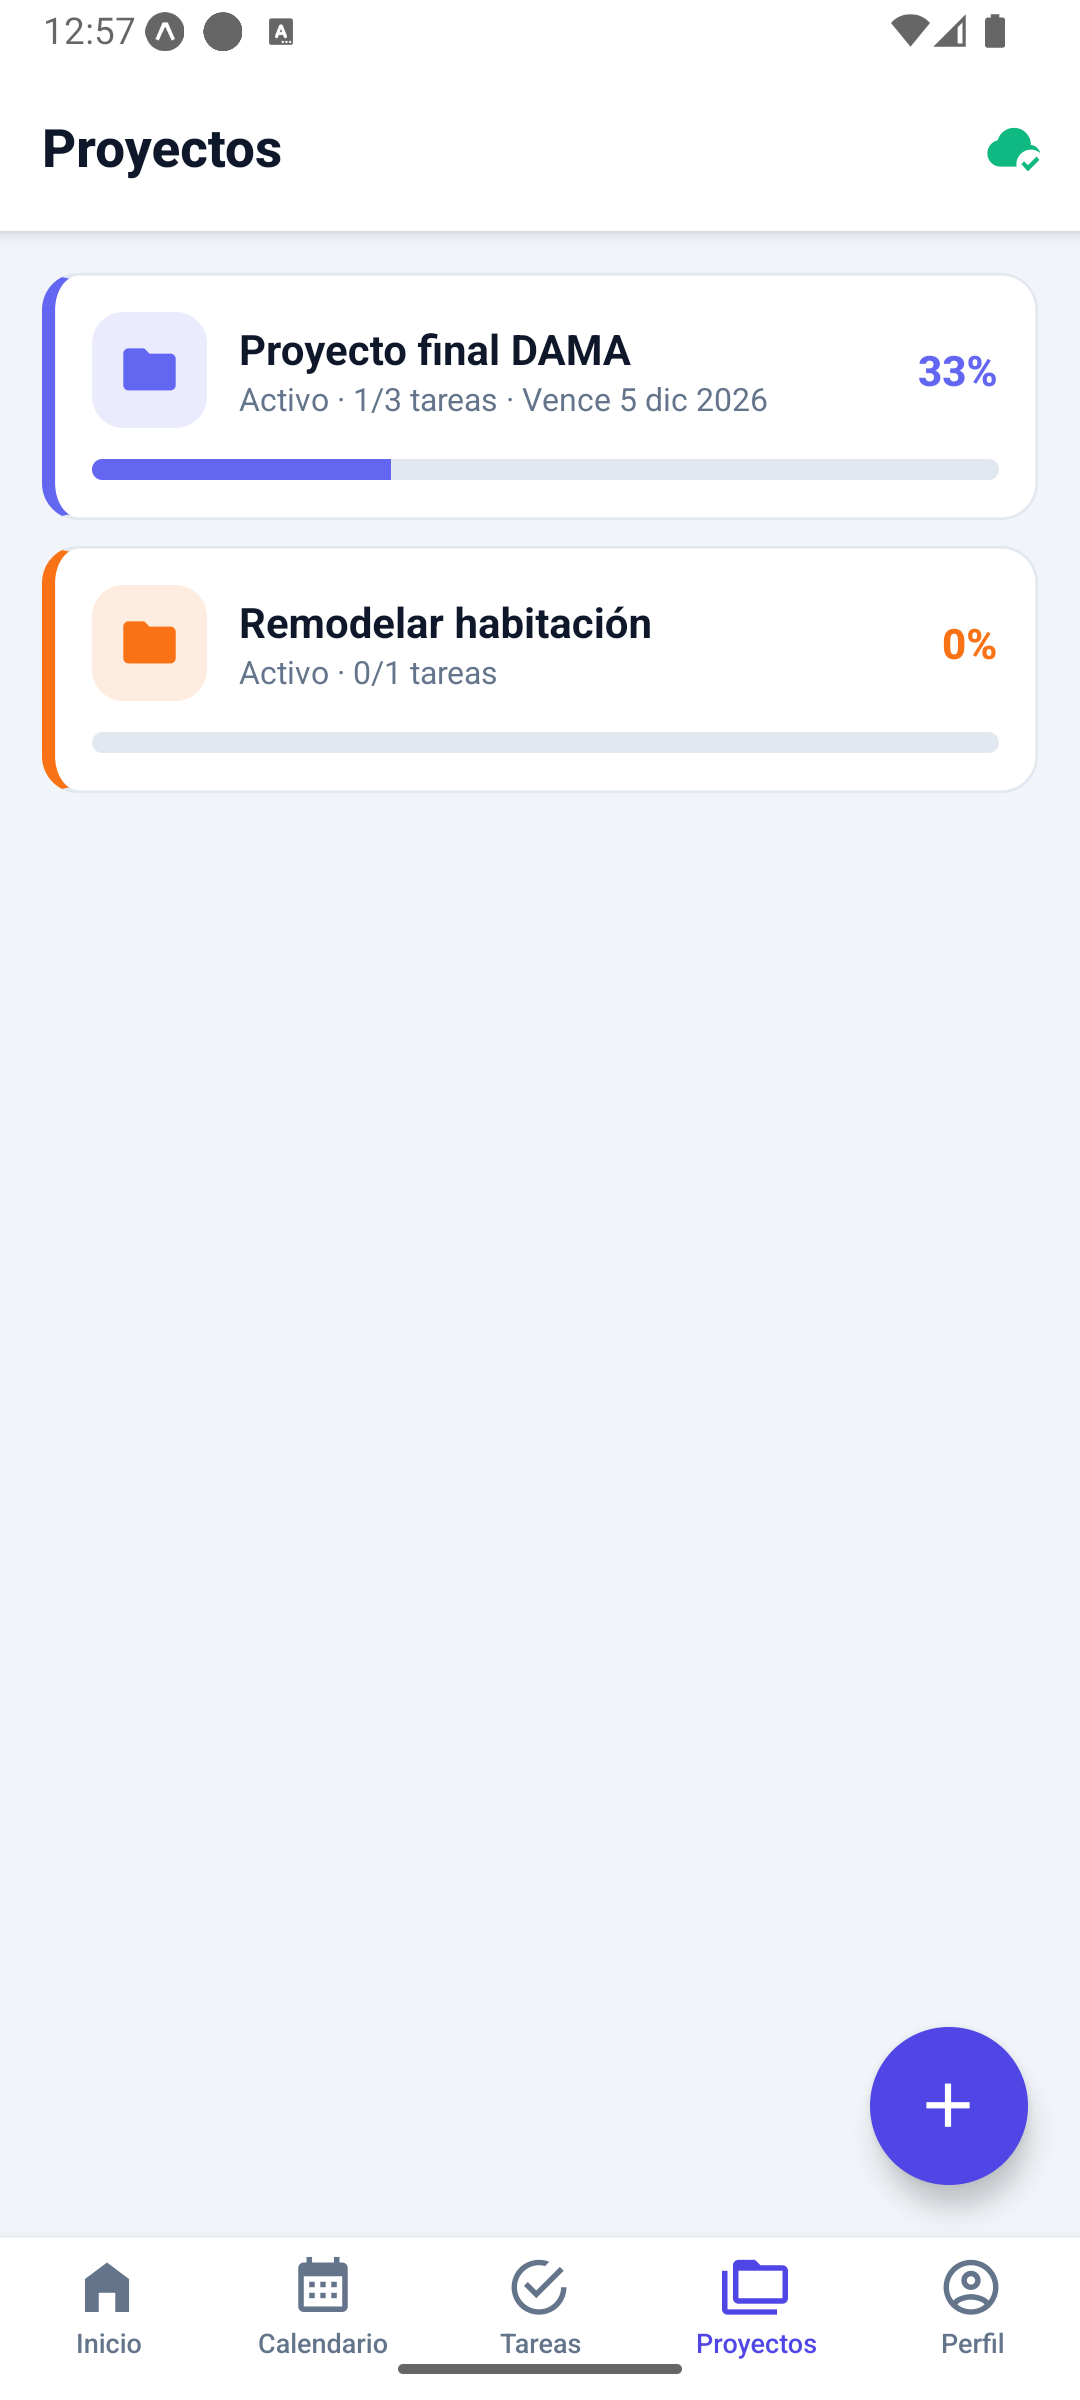 12:57
Proyectos
Proyecto final DAMA
Activo · 1/3 tareas · Vence 5 dic 2026
33%
Remodelar habitación
Activo · 0/1 tareas
0%
Inicio
Calendario
Tareas
Proyectos
Perfil